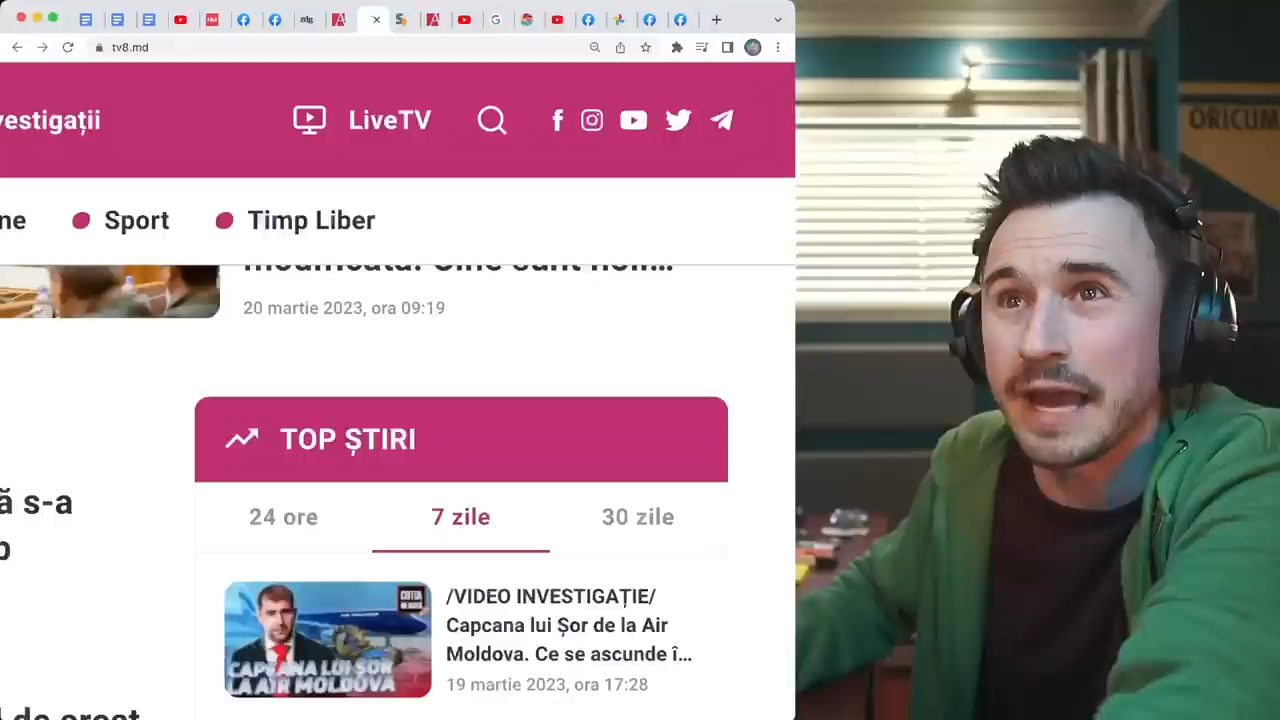 tv8.md
vestigații
LiveTV
ne
Sport
Timp Liber
20 martie 2023, ora 09:19
TOP ȘTIRI
24 ore
7 zile
30 zile
ă s-a
/VIDEO INVESTIGAȚIE/
Capcana lui Șor de la Air
Moldova. Ce se ascunde î...
19 martie 2023, ora 17:28
CAPCANA LUI ȘOR
LA AIR MOLDOVA
ORICUM
zdg